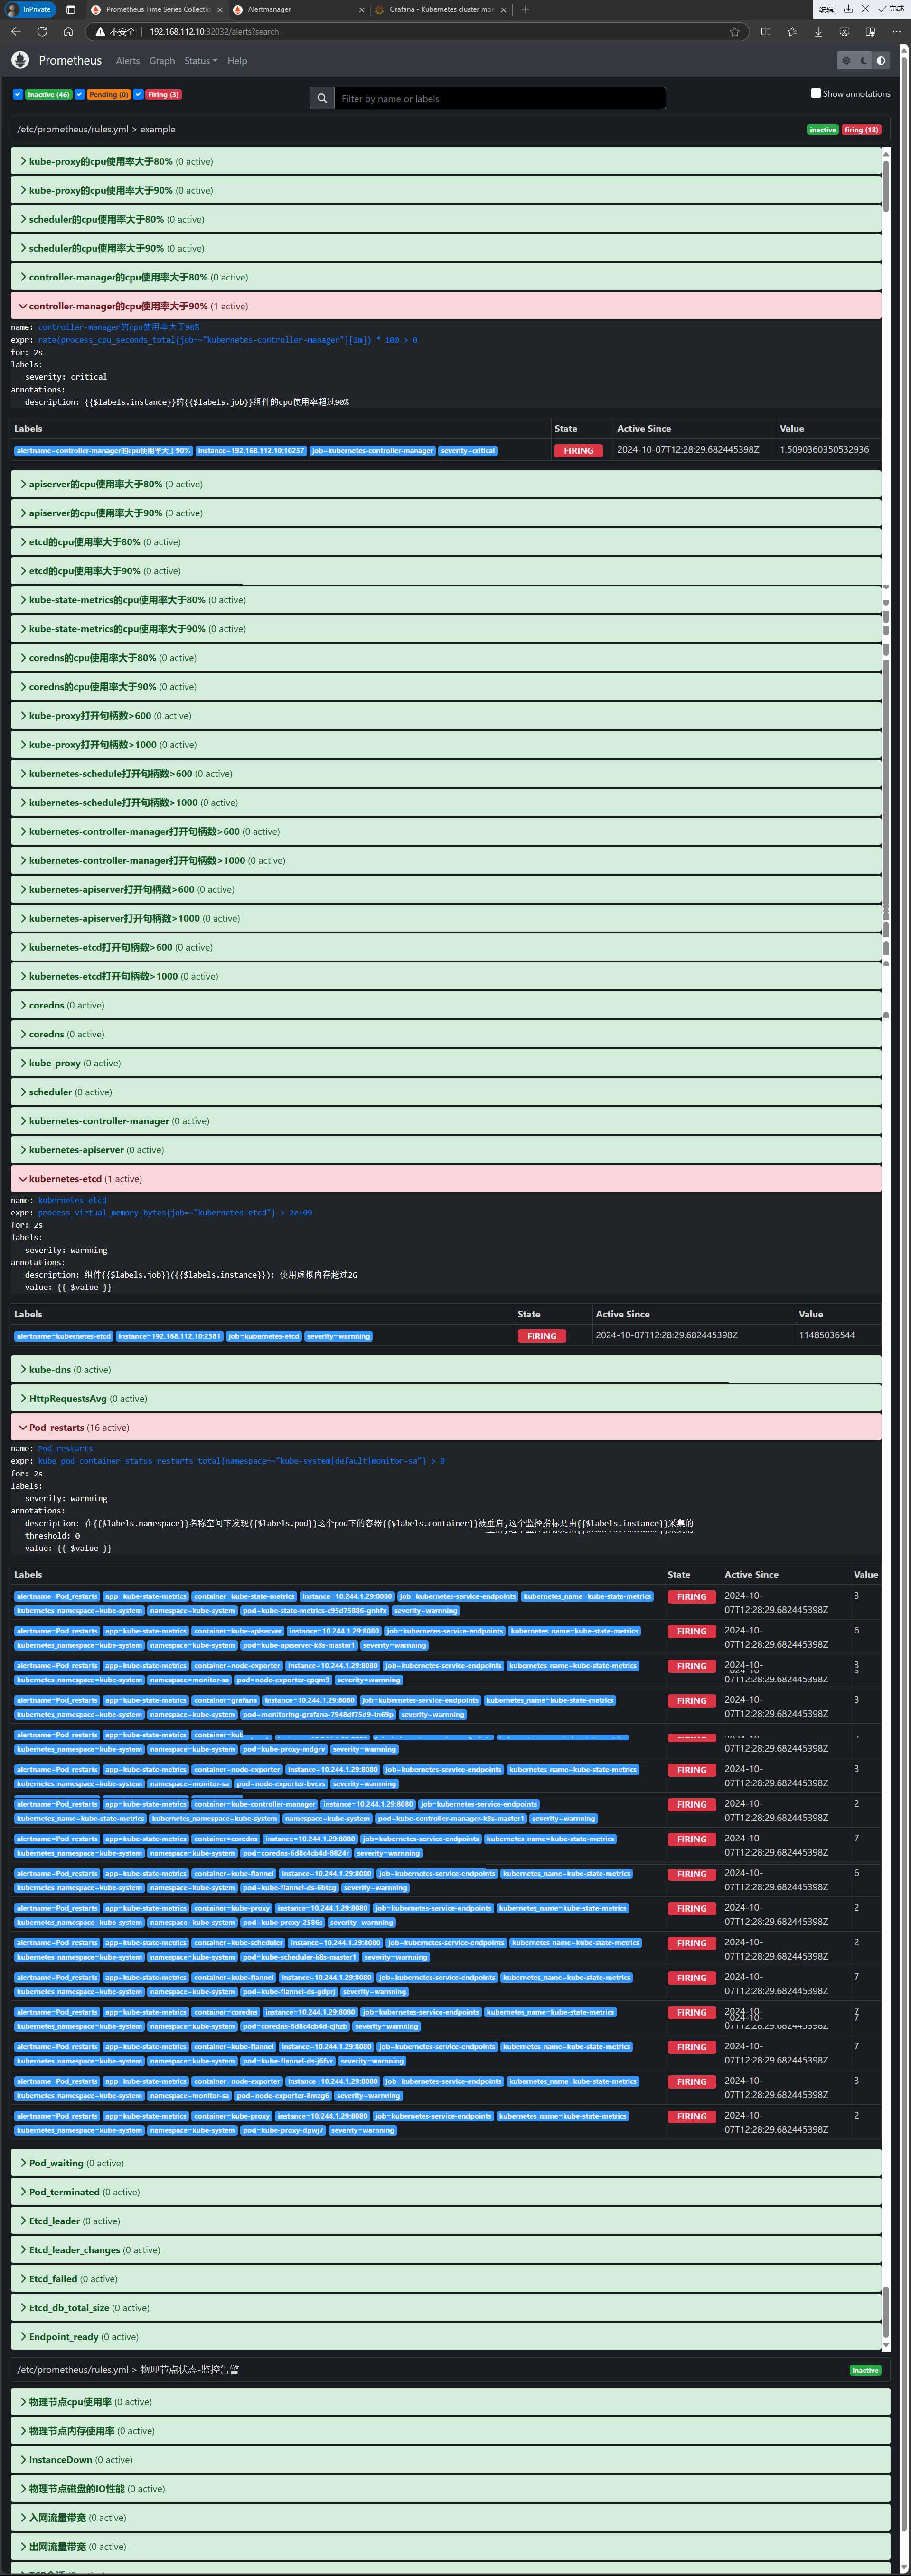 InPrivate
Prometheus Time Series Collectio
Alertmanager
Grafana - Kubernetes cluster mon
编辑
完成
不安全 | 192.168.112.10:32032/alerts?search=
Prometheus Alerts Graph Status Help
Inactive (46) Pending (0) Firing (3)
Filter by name or labels
Show annotations
/etc/prometheus/rules.yml > example
inactive firing (18)
kube-proxy的cpu使用率大于80% (0 active)
kube-proxy的cpu使用率大于90% (0 active)
scheduler的cpu使用率大于80% (0 active)
scheduler的cpu使用率大于90% (0 active)
controller-manager的cpu使用率大于80% (0 active)
controller-manager的cpu使用率大于90% (1 active)
name: controller-manager的cpu使用率大于90%
expr: rate(process_cpu_seconds_total{job=~"kubernetes-controller-manager"}[1m]) * 100 > 0
for: 2s
labels:
severity: critical
annotations:
description: {{$labels.instance}}的{{$labels.job}}组件的cpu使用率超过90%
Labels State Active Since Value
alertname=controller-manager的cpu使用率大于90% instance=192.168.112.10:10257 job=kubernetes-controller-manager severity=critical FIRING 2024-10-07T12:28:29.682445398Z 1.5090360350532936
apiserver的cpu使用率大于80% (0 active)
apiserver的cpu使用率大于90% (0 active)
etcd的cpu使用率大于80% (0 active)
etcd的cpu使用率大于90% (0 active)
kube-state-metrics的cpu使用率大于80% (0 active)
kube-state-metrics的cpu使用率大于90% (0 active)
coredns的cpu使用率大于80% (0 active)
coredns的cpu使用率大于90% (0 active)
kube-proxy打开句柄数>600 (0 active)
kube-proxy打开句柄数>1000 (0 active)
kubernetes-schedule打开句柄数>600 (0 active)
kubernetes-schedule打开句柄数>1000 (0 active)
kubernetes-controller-manager打开句柄数>600 (0 active)
kubernetes-controller-manager打开句柄数>1000 (0 active)
kubernetes-apiserver打开句柄数>600 (0 active)
kubernetes-apiserver打开句柄数>1000 (0 active)
kubernetes-etcd打开句柄数>600 (0 active)
kubernetes-etcd打开句柄数>1000 (0 active)
coredns (0 active)
coredns (0 active)
kube-proxy (0 active)
scheduler (0 active)
kubernetes-controller-manager (0 active)
kubernetes-apiserver (0 active)
kubernetes-etcd (1 active)
name: kubernetes-etcd
expr: process_virtual_memory_bytes{job=~"kubernetes-etcd"} > 2e+09
for: 2s
labels:
severity: warnning
annotations:
description: 组件{{$labels.job}}({{$labels.instance}}): 使用虚拟内存超过2G
value: {{ $value }}
Labels State Active Since Value
alertname=kubernetes-etcd instance=192.168.112.10:2381 job=kubernetes-etcd severity=warnning FIRING 2024-10-07T12:28:29.682445398Z 11485036544
kube-dns (0 active)
HttpRequestsAvg (0 active)
Pod_restarts (16 active)
name: Pod_restarts
expr: kube_pod_container_status_restarts_total{namespace=~"kube-system|default|monitor-sa"} > 0
for: 2s
labels:
severity: warnning
annotations:
description: 在{{$labels.namespace}}名称空间下发现{{$labels.pod}}这个pod下的容器{{$labels.container}}被重启,这个监控指标是由{{$labels.instance}}采集的
threshold: 0
value: {{ $value }}
Labels State Active Since Value
alertname=Pod_restarts app=kube-state-metrics container=kube-state-metrics instance=10.244.1.29:8080 job=kubernetes-service-endpoints kubernetes_name=kube-state-metrics FIRING 2024-10- 3
kubernetes_namespace=kube-system namespace=kube-system pod=kube-state-metrics-c95d75886-gnhfx severity=warnning 07T12:28:29.682445398Z
alertname=Pod_restarts app=kube-state-metrics container=kube-apiserver instance=10.244.1.29:8080 job=kubernetes-service-endpoints kubernetes_name=kube-state-metrics FIRING 2024-10- 6
kubernetes_namespace=kube-system namespace=kube-system pod=kube-apiserver-k8s-master1 severity=warnning 07T12:28:29.682445398Z
alertname=Pod_restarts app=kube-state-metrics container=node-exporter instance=10.244.1.29:8080 job=kubernetes-service-endpoints kubernetes_name=kube-state-metrics FIRING 2024-10- 3
kubernetes_namespace=kube-system namespace=monitor-sa pod=node-exporter-cpqm9 severity=warnning 07T12:28:29.682445398Z
alertname=Pod_restarts app=kube-state-metrics container=grafana instance=10.244.1.29:8080 job=kubernetes-service-endpoints kubernetes_name=kube-state-metrics FIRING 2024-10- 3
kubernetes_namespace=kube-system namespace=kube-system pod=monitoring-grafana-7948df75d9-tn69p severity=warnning 07T12:28:29.682445398Z
alertname=Pod_restarts app=kube-state-metrics container=kub
kubernetes_namespace=kube-system namespace=kube-system pod=kube-proxy-mdgrv severity=warnning 07T12:28:29.682445398Z
alertname=Pod_restarts app=kube-state-metrics container=node-exporter instance=10.244.1.29:8080 job=kubernetes-service-endpoints kubernetes_name=kube-state-metrics FIRING 2024-10- 3
kubernetes_namespace=kube-system namespace=monitor-sa pod=node-exporter-bvcvs severity=warnning 07T12:28:29.682445398Z
alertname=Pod_restarts app=kube-state-metrics container=kube-controller-manager instance=10.244.1.29:8080 job=kubernetes-service-endpoints FIRING 2024-10- 2
kubernetes_name=kube-state-metrics kubernetes_namespace=kube-system namespace=kube-system pod=kube-controller-manager-k8s-master1 severity=warnning 07T12:28:29.682445398Z
alertname=Pod_restarts app=kube-state-metrics container=coredns instance=10.244.1.29:8080 job=kubernetes-service-endpoints kubernetes_name=kube-state-metrics FIRING 2024-10- 7
kubernetes_namespace=kube-system namespace=kube-system pod=coredns-6d8c4cb4d-8824r severity=warnning 07T12:28:29.682445398Z
alertname=Pod_restarts app=kube-state-metrics container=kube-flannel instance=10.244.1.29:8080 job=kubernetes-service-endpoints kubernetes_name=kube-state-metrics FIRING 2024-10- 6
kubernetes_namespace=kube-system namespace=kube-system pod=kube-flannel-ds-6btcg severity=warnning 07T12:28:29.682445398Z
alertname=Pod_restarts app=kube-state-metrics container=kube-proxy instance=10.244.1.29:8080 job=kubernetes-service-endpoints kubernetes_name=kube-state-metrics FIRING 2024-10- 2
kubernetes_namespace=kube-system namespace=kube-system pod=kube-proxy-2586s severity=warnning 07T12:28:29.682445398Z
alertname=Pod_restarts app=kube-state-metrics container=kube-scheduler instance=10.244.1.29:8080 job=kubernetes-service-endpoints kubernetes_name=kube-state-metrics FIRING 2024-10- 2
kubernetes_namespace=kube-system namespace=kube-system pod=kube-scheduler-k8s-master1 severity=warnning 07T12:28:29.682445398Z
alertname=Pod_restarts app=kube-state-metrics container=kube-flannel instance=10.244.1.29:8080 job=kubernetes-service-endpoints kubernetes_name=kube-state-metrics FIRING 2024-10- 7
kubernetes_namespace=kube-system namespace=kube-system pod=kube-flannel-ds-gdprj severity=warnning 07T12:28:29.682445398Z
alertname=Pod_restarts app=kube-state-metrics container=coredns instance=10.244.1.29:8080 job=kubernetes-service-endpoints kubernetes_name=kube-state-metrics FIRING 2024-10- 7
kubernetes_namespace=kube-system namespace=kube-system pod=coredns-6d8c4cb4d-cjhzb severity=warnning 07T12:28:29.682445398Z
alertname=Pod_restarts app=kube-state-metrics container=kube-flannel instance=10.244.1.29:8080 job=kubernetes-service-endpoints kubernetes_name=kube-state-metrics FIRING 2024-10- 7
kubernetes_namespace=kube-system namespace=kube-system pod=kube-flannel-ds-j6fvr severity=warnning 07T12:28:29.682445398Z
alertname=Pod_restarts app=kube-state-metrics container=node-exporter instance=10.244.1.29:8080 job=kubernetes-service-endpoints kubernetes_name=kube-state-metrics FIRING 2024-10- 3
kubernetes_namespace=kube-system namespace=monitor-sa pod=node-exporter-8mzg6 severity=warnning 07T12:28:29.682445398Z
alertname=Pod_restarts app=kube-state-metrics container=kube-proxy instance=10.244.1.29:8080 job=kubernetes-service-endpoints kubernetes_name=kube-state-metrics FIRING 2024-10- 2
kubernetes_namespace=kube-system namespace=kube-system pod=kube-proxy-dpwj7 severity=warnning 07T12:28:29.682445398Z
Pod_waiting (0 active)
Pod_terminated (0 active)
Etcd_leader (0 active)
Etcd_leader_changes (0 active)
Etcd_failed (0 active)
Etcd_db_total_size (0 active)
Endpoint_ready (0 active)
/etc/prometheus/rules.yml > 物理节点状态-监控告警
inactive
物理节点cpu使用率 (0 active)
物理节点内存使用率 (0 active)
InstanceDown (0 active)
物理节点磁盘的IO性能 (0 active)
入网流量带宽 (0 active)
出网流量带宽 (0 active)